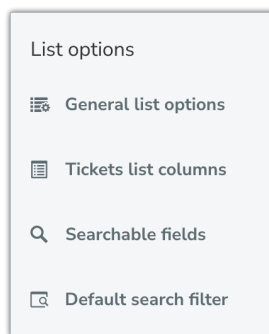 List options
General list options
Tickets list columns
Searchable fields
Default search filter